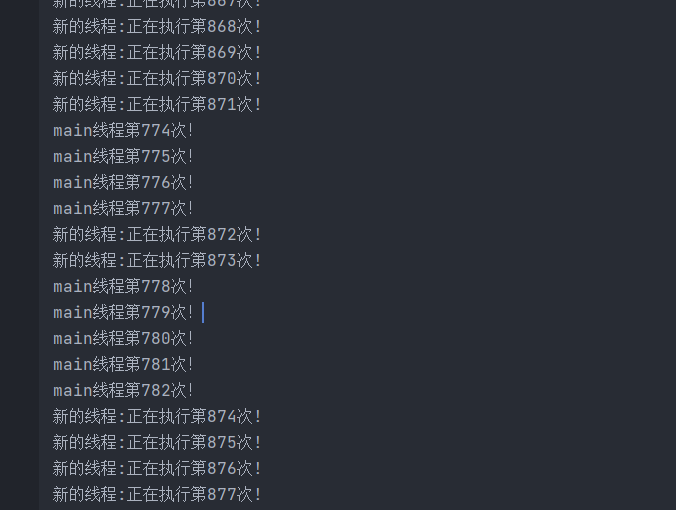 新的线程:正在执行第867次!
新的线程:正在执行第868次!
新的线程:正在执行第869次!
新的线程:正在执行第870次!
新的线程:正在执行第871次!
main线程第774次！
main线程第775次！
main线程第776次！
main线程第777次！
新的线程:正在执行第872次!
新的线程:正在执行第873次!
main线程第778次！
main线程第779次！
main线程第780次！
main线程第781次！
main线程第782次！
新的线程:正在执行第874次!
新的线程:正在执行第875次!
新的线程:正在执行第876次!
新的线程:正在执行第877次!